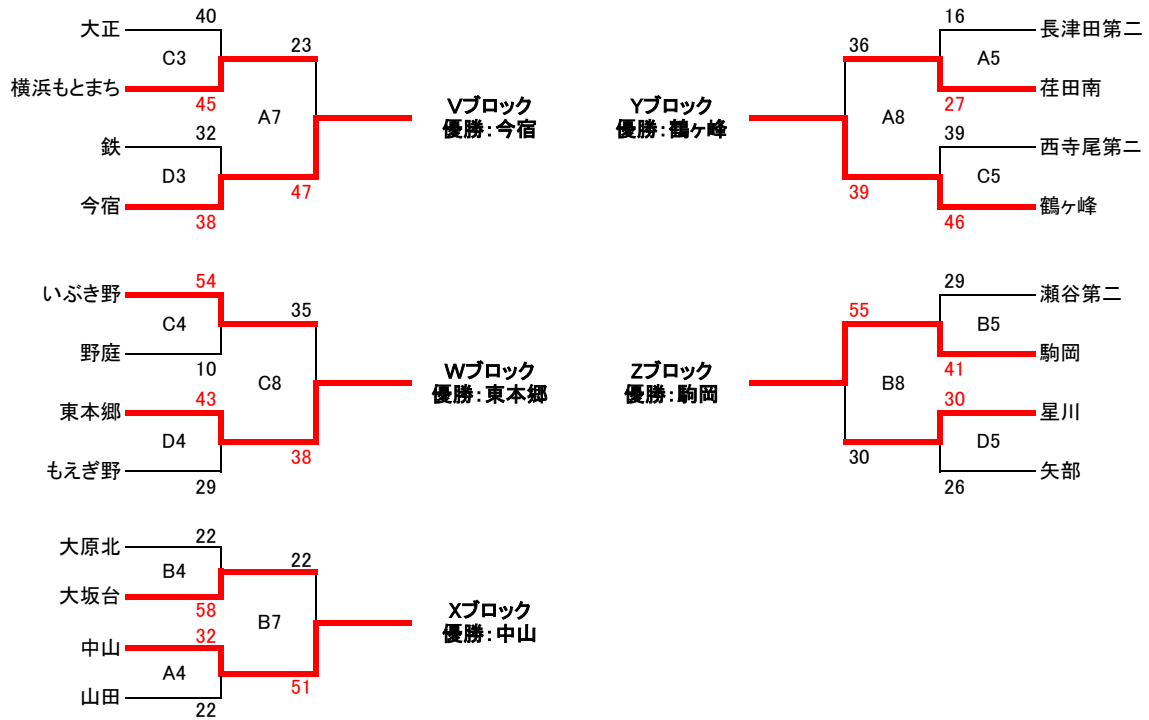 40
大正
C3
23
横浜もとまち
45
A7
Vブロック
優勝：今宿
32
鉄
D3
47
今宿
38
54
いぶき野
C4
35
野庭
10
C8
Wブロック
優勝：東本郷
43
東本郷
D4
38
もえぎ野
29
22
大原北
B4
22
大坂台
58
B7
Xブロック
優勝：中山
32
中山
A4
51
山田
22
16
長津田第二
36
A5
荏田南
27
Yブロック
優勝：鶴ヶ峰
A8
39
西寺尾第二
C5
39
鶴ヶ峰
46
29
瀬谷第二
55
B5
駒岡
41
Zブロック
優勝：駒岡
B8
30
星川
D5
30
矢部
26